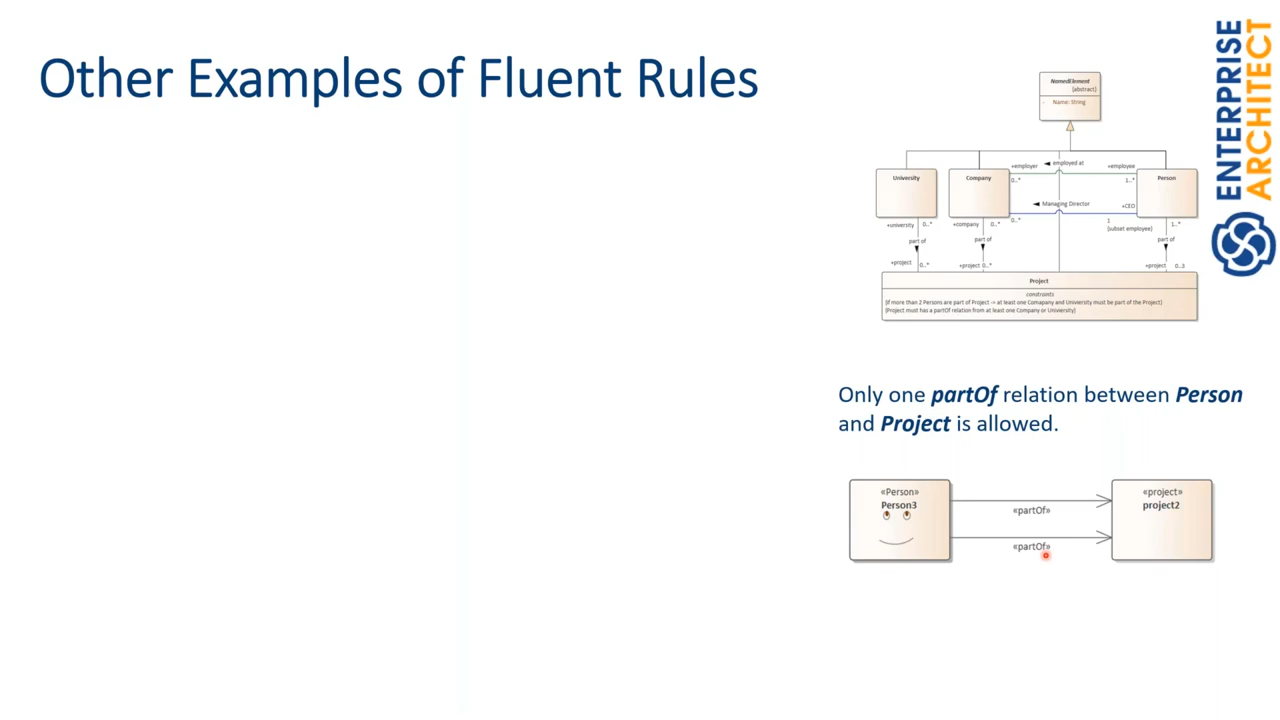 Other Examples of Fluent Rules
ENTERPRISE
ARCHITECT
NamedElement
{abstract}
- Name: String
+employer
employed at
+employee
0..*
1..*
University
Company
Person
Managing Director
+CEO
0..*
1
{subset employee}
+university
0..*
+company
0..*
1..*
part of
part of
part of
+project
0..*
+project
0..*
+project
0..3
Project
constraints
{If more than 2 Persons are part of Project -> at least one Comapany and University must be part of the Project}
{Project must has a partOf relation from at least one Company or University}
Only one partOf relation between Person
and Project is allowed.
«Person»
Person3
«partOf»
«partOf»
«project»
project2